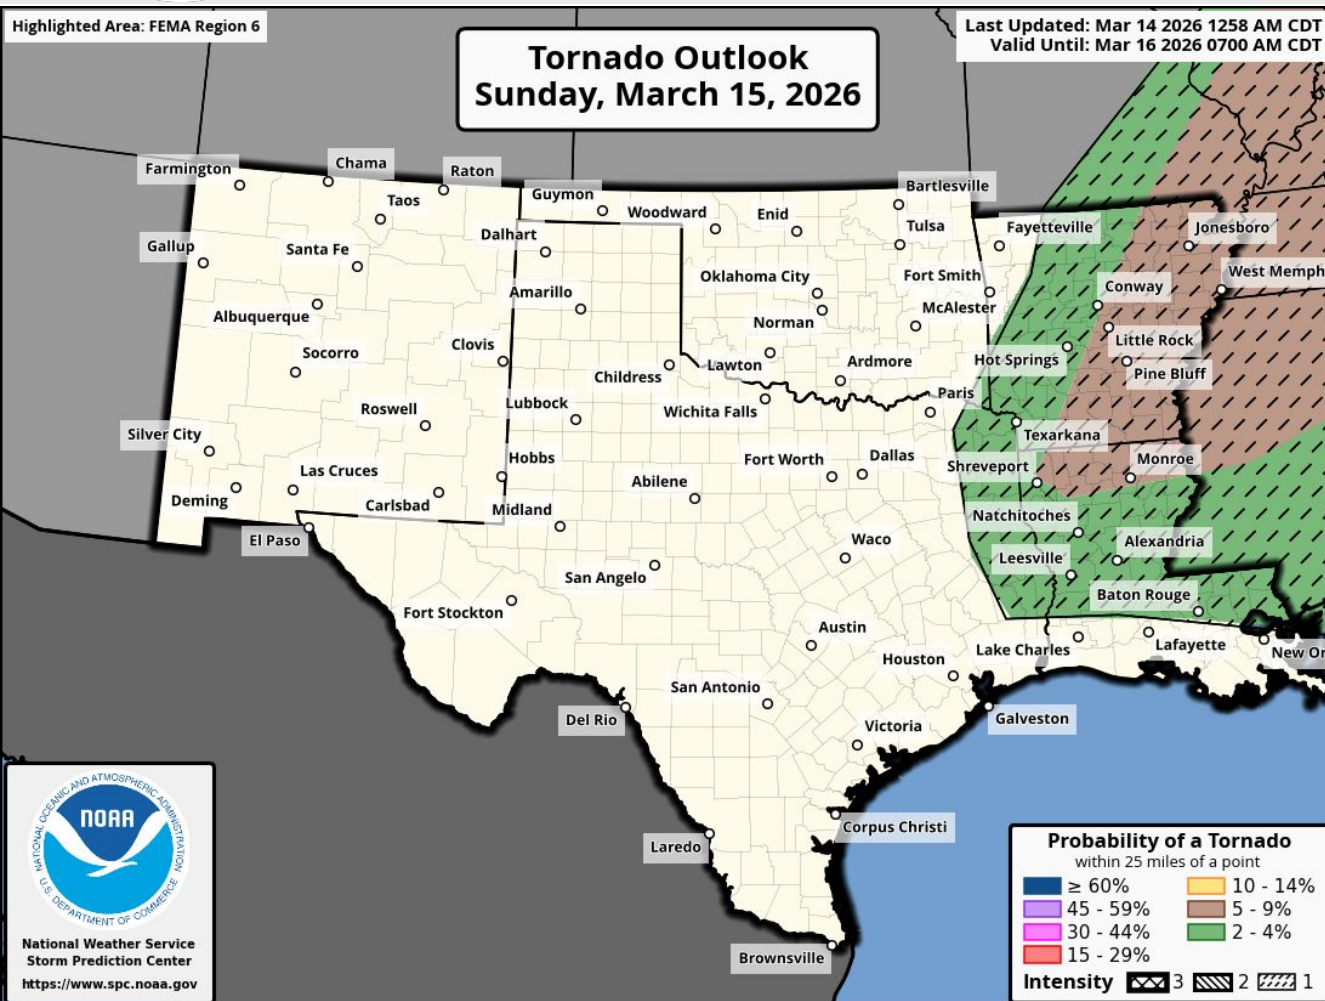 Highlighted Area: FEMA Region 6
Last Updated: Mar 14 2026 1258 AM CDT
Valid Until: Mar 16 2026 0700 AM CDT
Tornado Outlook
Sunday, March 15, 2026
Farmington
Chama
Raton
Taos
Guymon
Woodward
Enid
Bartlesville
Tulsa
Fayetteville
Jonesboro
Gallup
Santa Fe
Dalhart
Oklahoma City
Fort Smith
West Memph
Amarillo
Conway
Albuquerque
Norman
McAlester
Little Rock
Socorro
Clovis
Childress
Lawton
Ardmore
Hot Springs
Pine Bluff
Roswell
Lubbock
Wichita Falls
Paris
Silver City
Texarkana
Las Cruces
Hobbs
Abilene
Fort Worth
Dallas
Shreveport
Monroe
Deming
Carlsbad
Midland
Natchitoches
El Paso
Waco
Alexandria
San Angelo
Leesville
Fort Stockton
Baton Rouge
Austin
Lake Charles
Lafayette
New Or
Houston
San Antonio
Del Rio
Galveston
Victoria
Corpus Christi
Laredo
Brownsville
NATIONAL OCEANIC AND ATMOSPHERIC ADMINISTRATION
NOAA
U.S. DEPARTMENT OF COMMERCE
National Weather Service
Storm Prediction Center
https://www.spc.noaa.gov
Probability of a Tornado
within 25 miles of a point
≥ 60%
10 - 14%
45 - 59%
5 - 9%
30 - 44%
2 - 4%
15 - 29%
Intensity 3 2 1